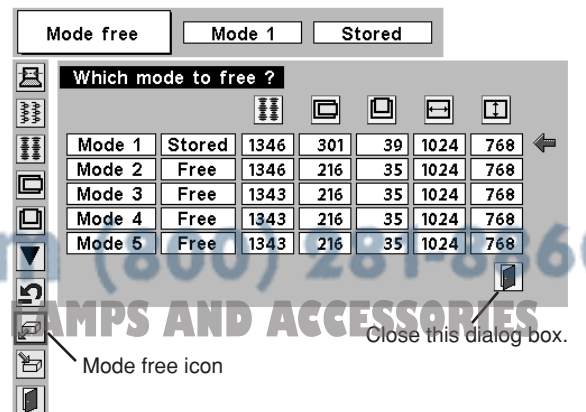 Mode free Mode 1 Stored
Which mode to free ?
Mode 1 Stored 1346 301 39 1024 768
Mode 2 Free 1346 216 35 1024 768
Mode 3 Free 1343 216 35 1024 768
Mode 4 Free 1343 216 35 1024 768
Mode 5 Free 1343 216 35 1024 768
m (800) 281-886
LAMPS AND ACCESSORIES
Close this dialog box.
Mode free icon